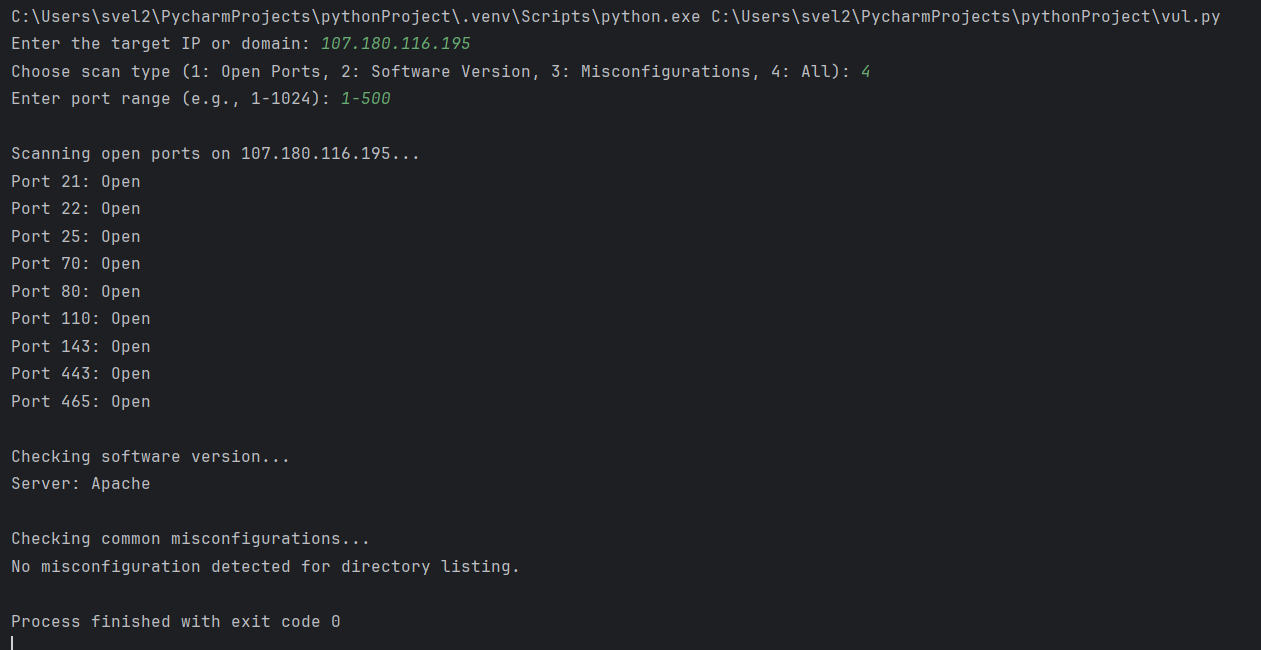 C:\Users\svel2\PycharmProjects\pythonProject\.venv\Scripts\python.exe C:\Users\svel2\PycharmProjects\pythonProject\vul.py
Enter the target IP or domain: 107.180.116.195
Choose scan type (1: Open Ports, 2: Software Version, 3: Misconfigurations, 4: All): 4
Enter port range (e.g., 1-1024): 1-500
Scanning open ports on 107.180.116.195...
Port 21: Open
Port 22: Open
Port 25: Open
Port 70: Open
Port 80: Open
Port 110: Open
Port 143: Open
Port 443: Open
Port 465: Open
Checking software version...
Server: Apache
Checking common misconfigurations...
No misconfiguration detected for directory listing.
Process finished with exit code 0